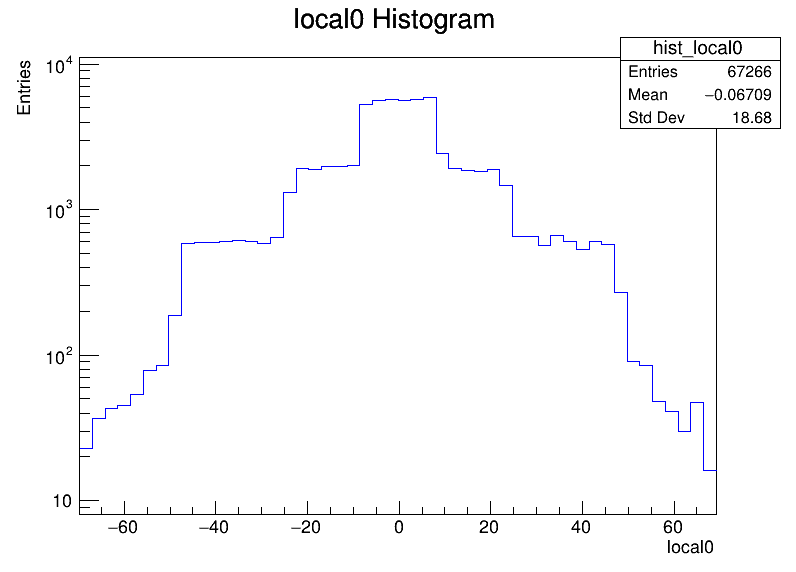 local0 Histogram
hist_local0
Entries 67266
Mean −0.06709
Std Dev 18.68
Entries
10^4
10^3
10^2
10
−60 −40 −20 0 20 40 60
local0